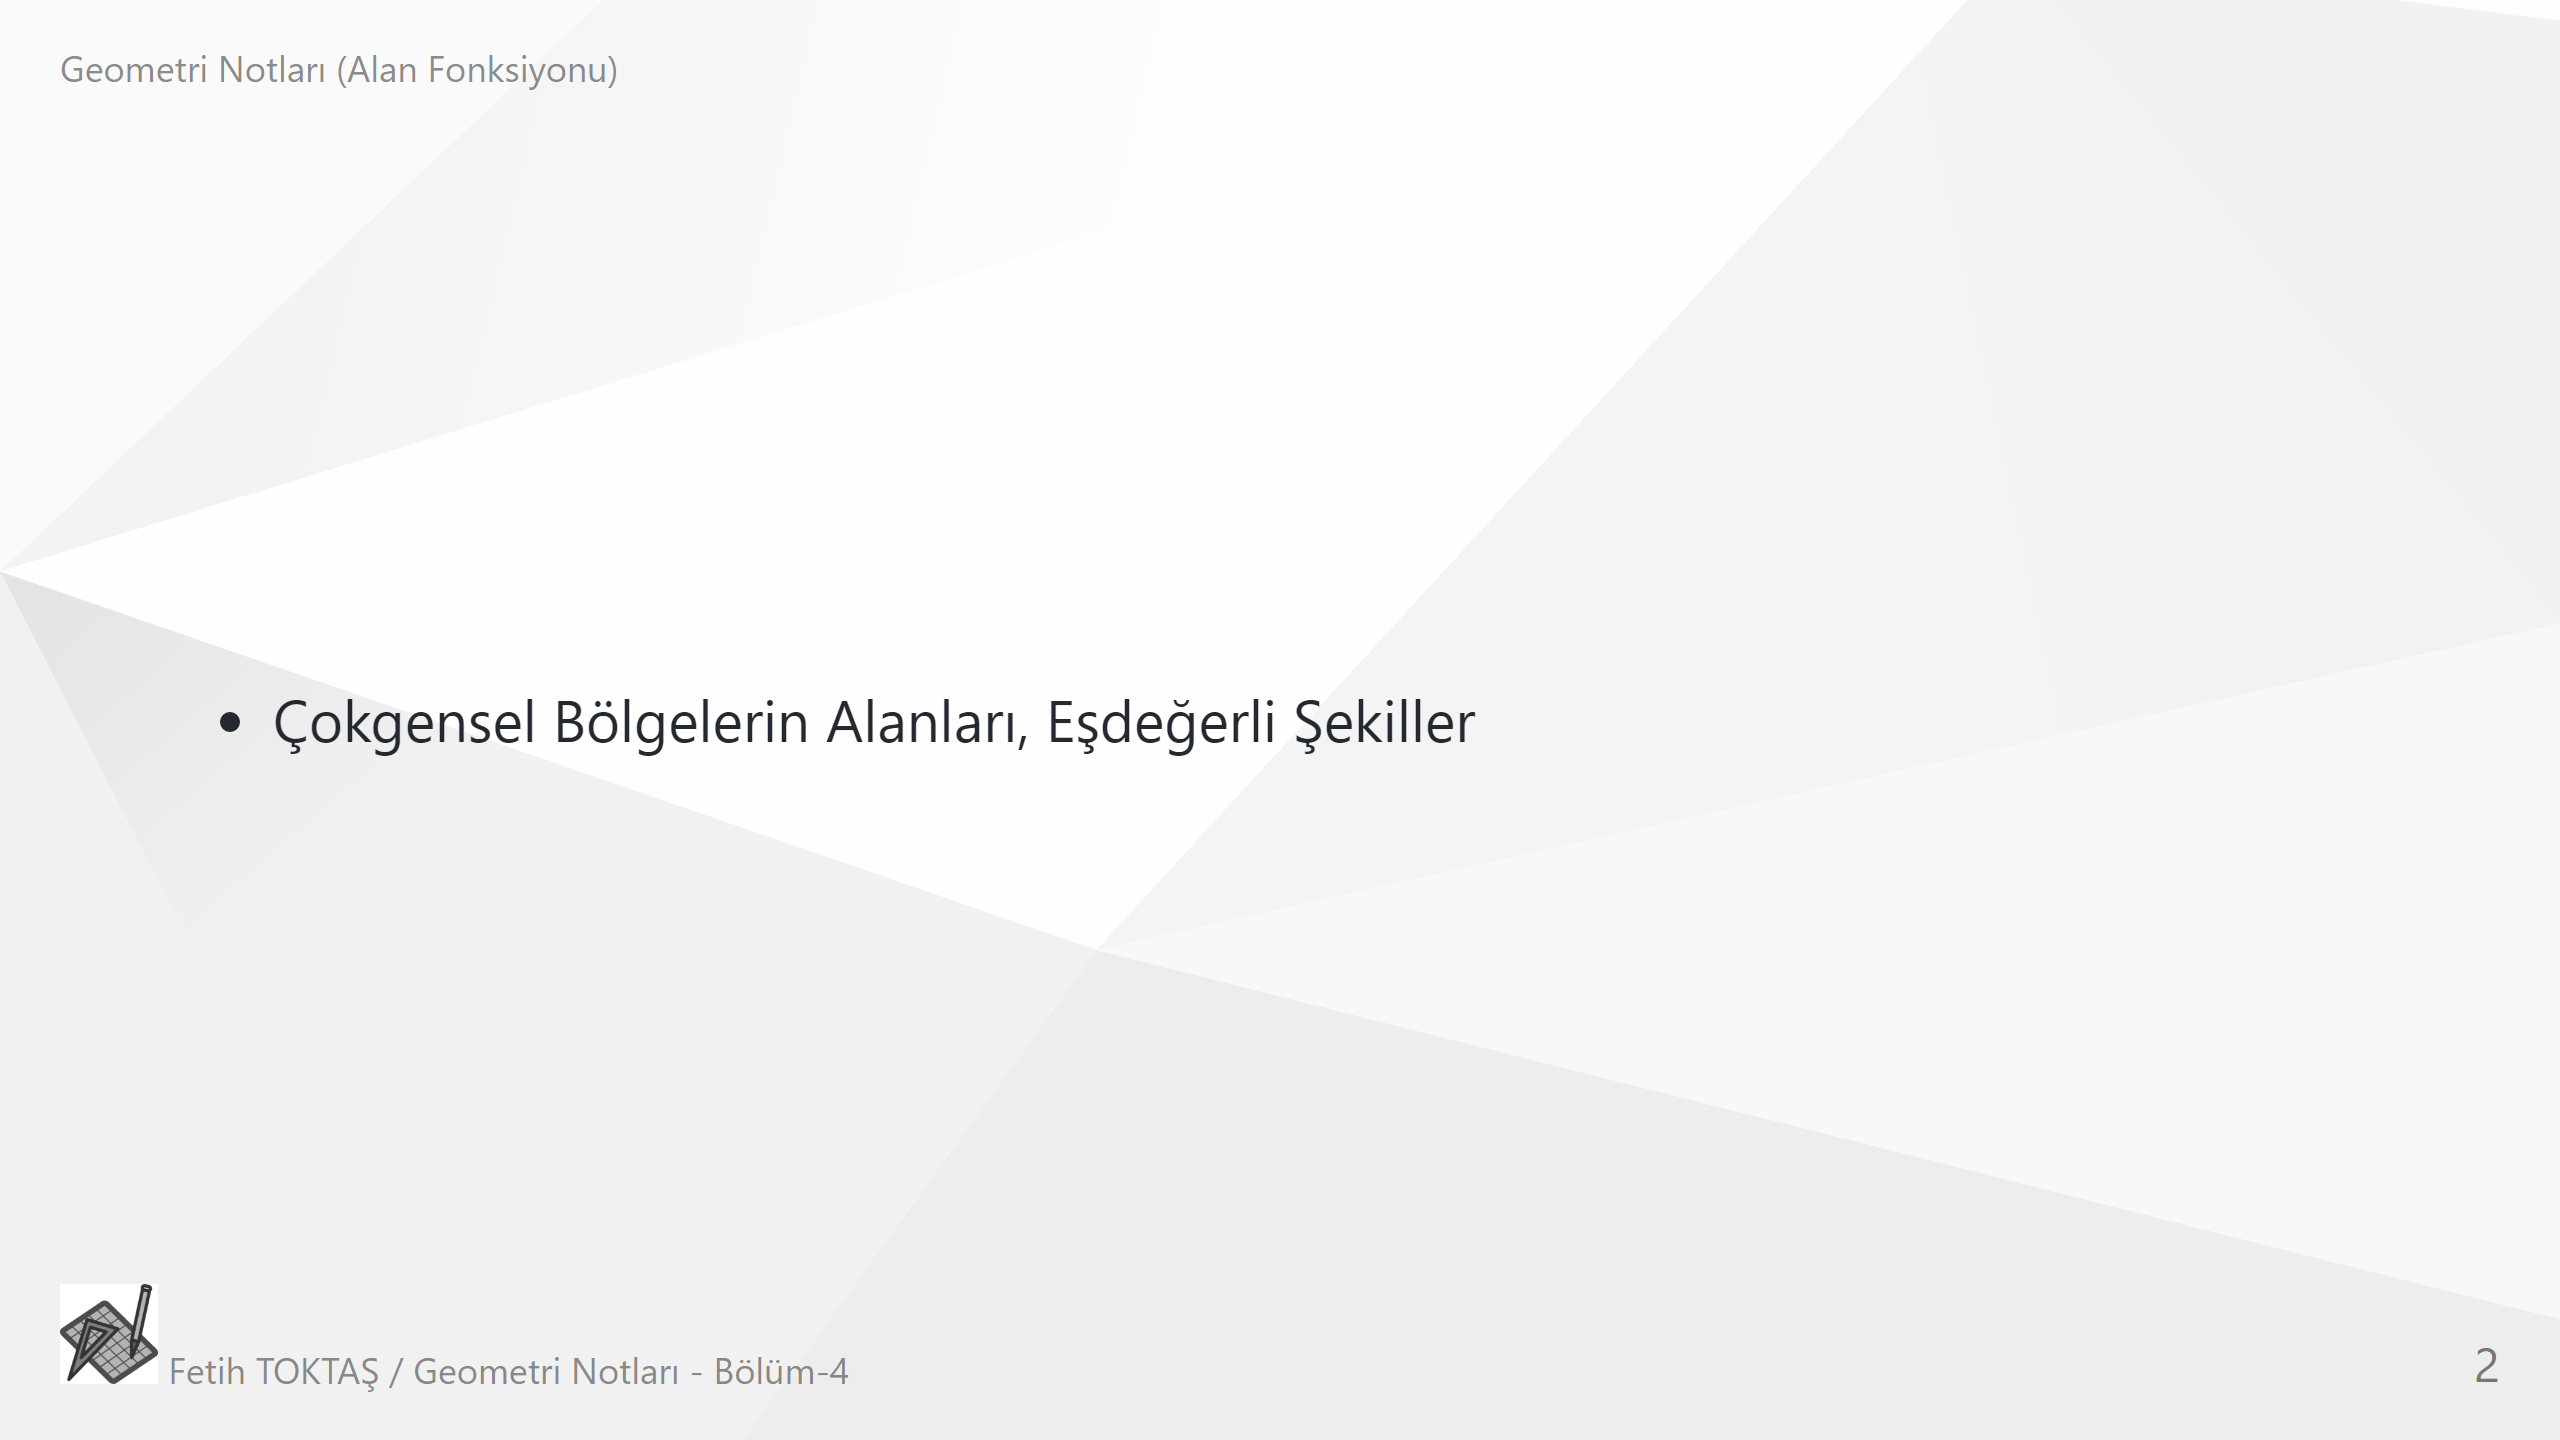 Geometri Notları (Alan Fonksiyonu)
• Çokgensel Bölgelerin Alanları, Eşdeğerli Şekiller
Fetih TOKTAŞ / Geometri Notları - Bölüm-4
2